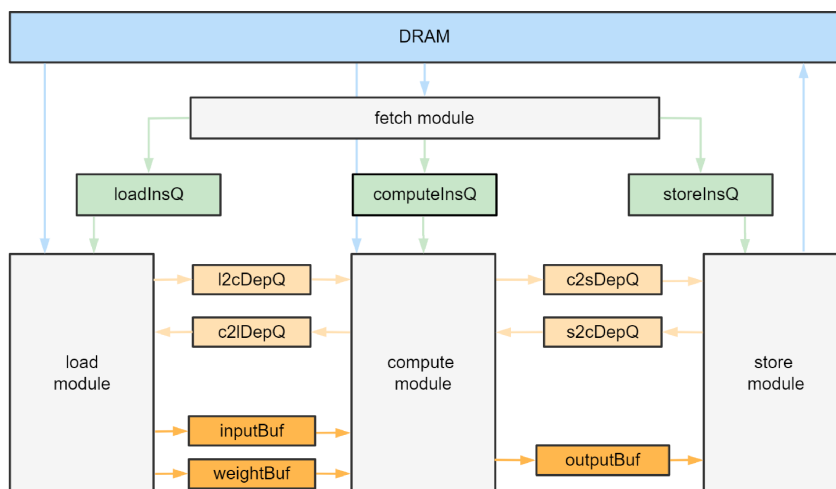 DRAM
fetch module
loadInsQ
computeInsQ
storeInsQ
l2cDepQ
c2sDepQ
c2lDepQ
s2cDepQ
load
module
compute
module
store
module
inputBuf
weightBuf
outputBuf